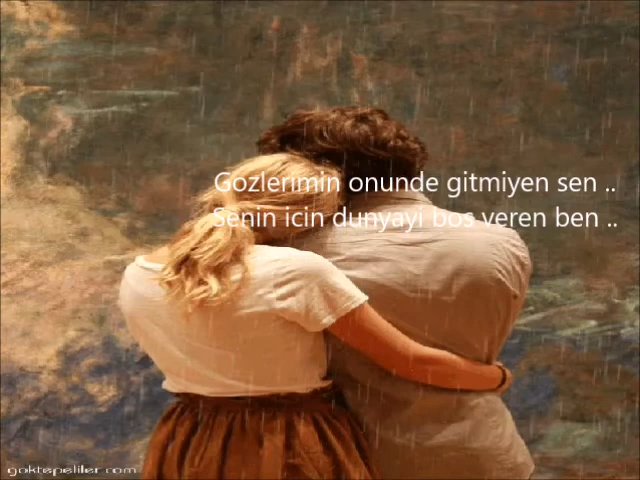 Gozlerimin onunde gitmiyen sen ..
Senin icin dunyayi bos veren ben ..
goktepeliler.com